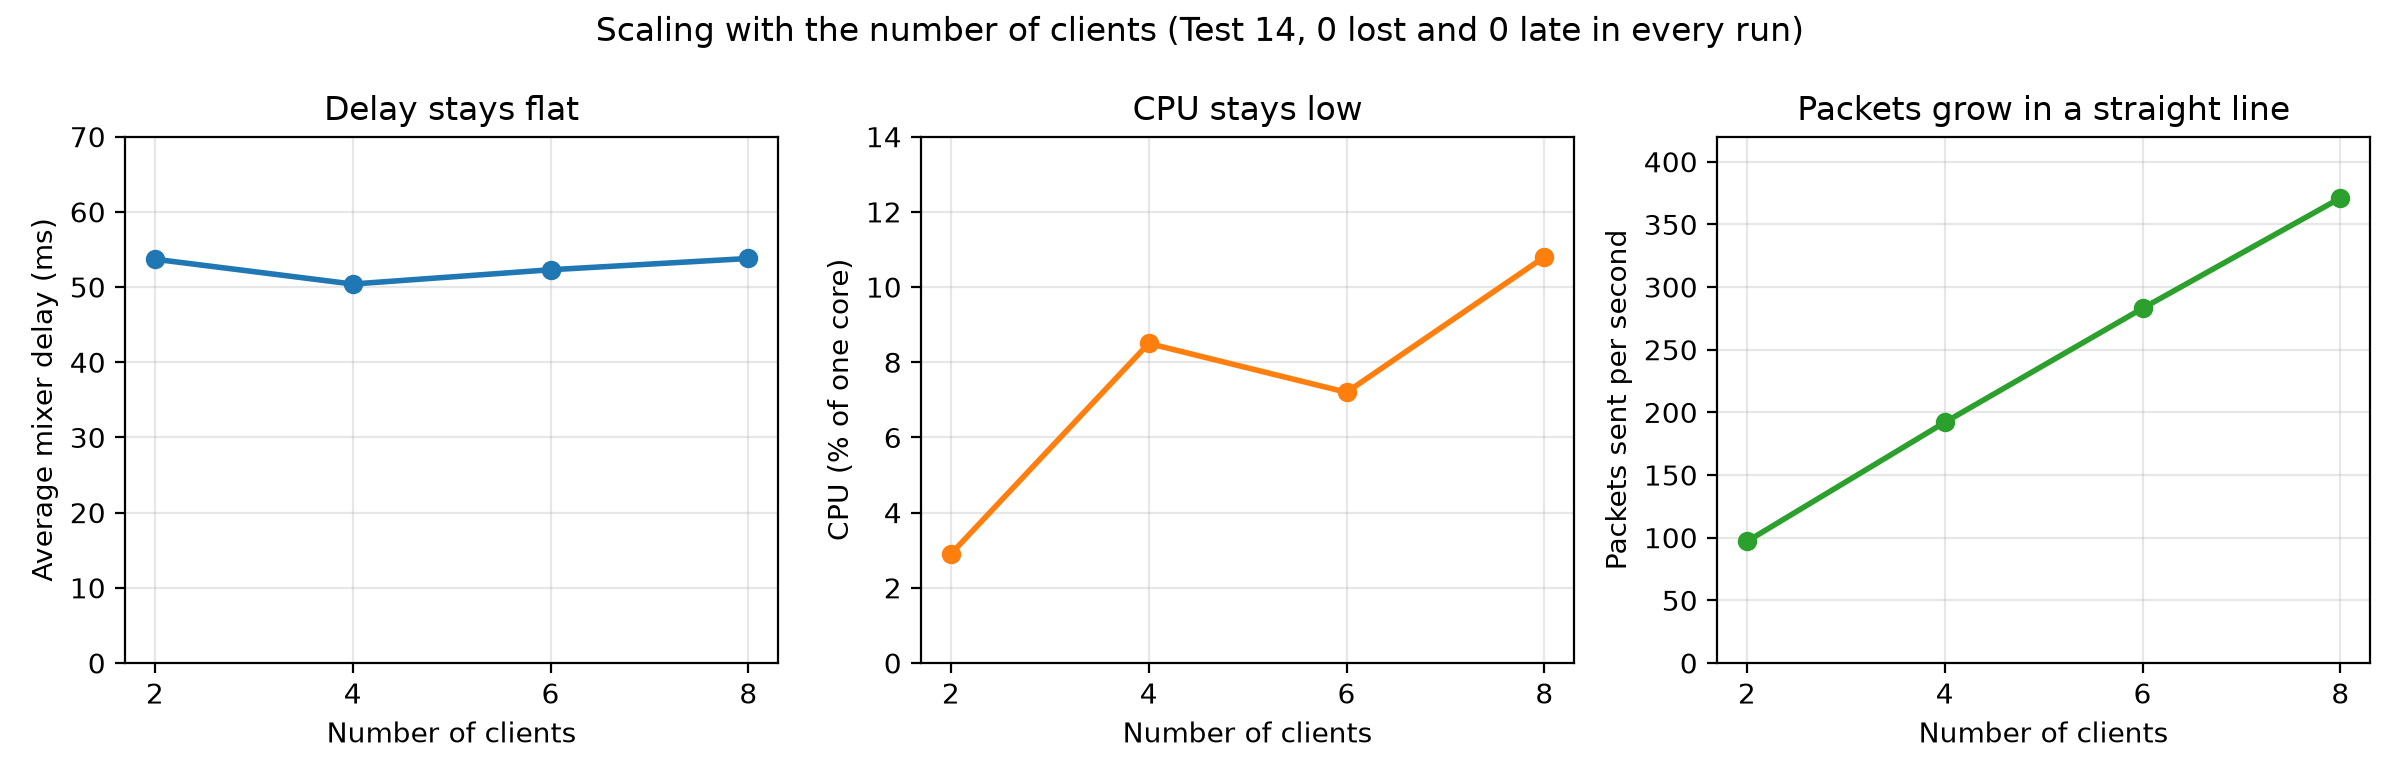 Scaling with the number of clients (Test 14, 0 lost and 0 late in every run)
Delay stays flat
Average mixer delay (ms)
70
60
50
40
30
20
10
0
2 4 6 8
Number of clients
CPU stays low
CPU (% of one core)
14
12
10
8
6
4
2
0
2 4 6 8
Number of clients
Packets grow in a straight line
Packets sent per second
400
350
300
250
200
150
100
50
0
2 4 6 8
Number of clients